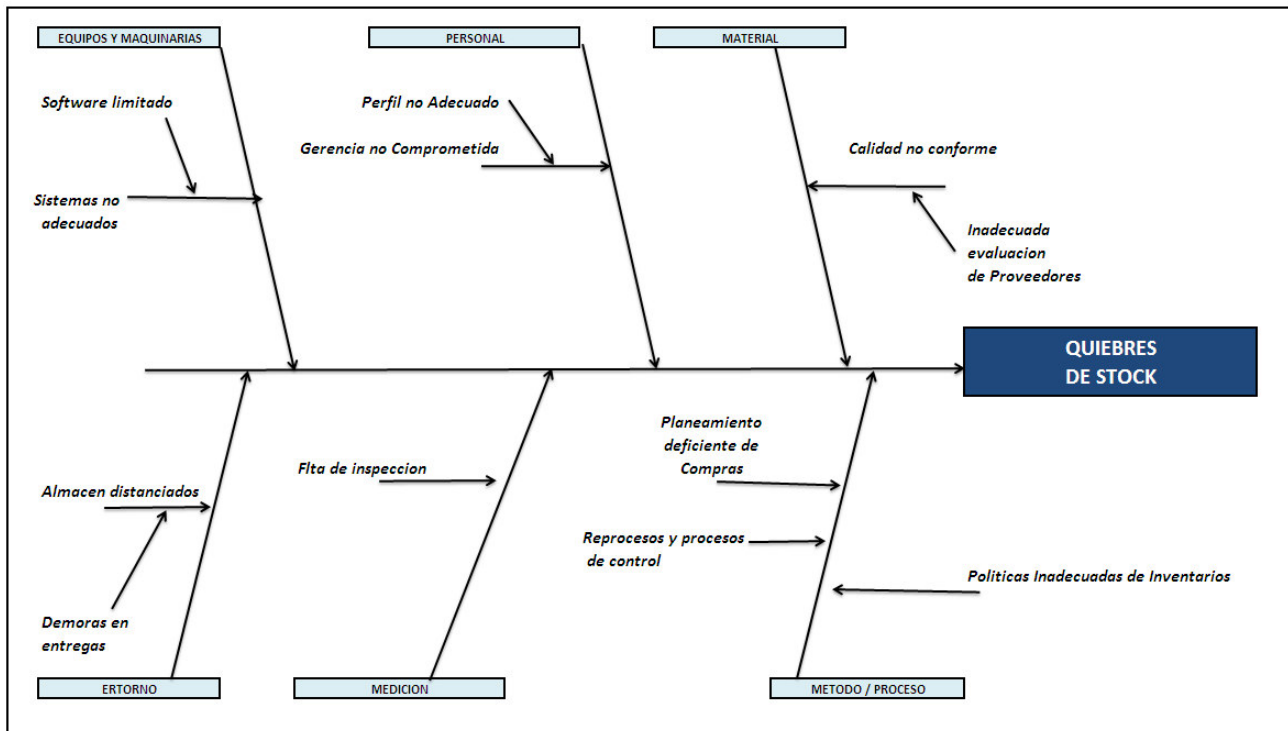 EQUIPOS Y MAQUINARIAS
PERSONAL
MATERIAL
Software limitado
Perfil no Adecuado
Gerencia no Comprometida
Calidad no conforme
Sistemas no
adecuados
Inadecuada
evaluacion
de Proveedores
QUIEBRES
DE STOCK
Planeamiento
deficiente de
Compras
Flta de inspeccion
Almacen distanciados
Reprocesos y procesos
de control
Politicas Inadecuadas de Inventarios
Demoras en
entregas
ERTORNO
MEDICION
METODO / PROCESO